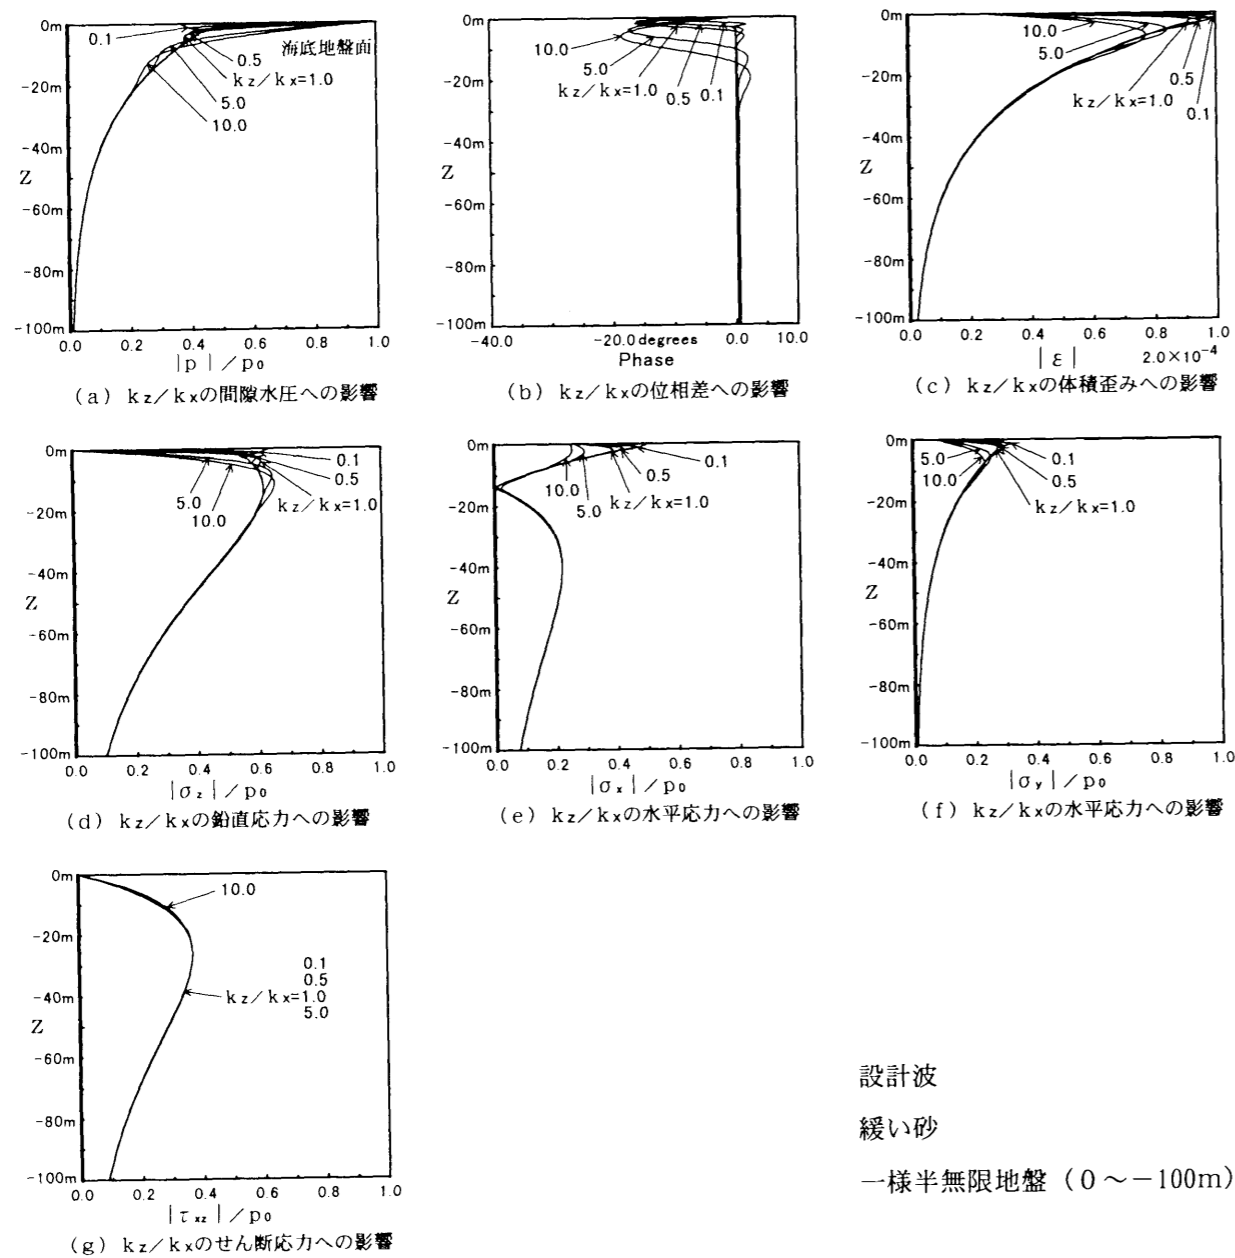 0m
-20m
-40m
Z
-60m
-80m
-100m
0.0 0.2 0.4 0.6 0.8 1.0
|p|/p₀
0.1
海底地盤面
0.5
kz/kx=1.0
5.0
10.0
(a) kz/kxの間隙水圧への影響
0m
-20m
-40m
Z
-60m
-80m
-100m
-40.0 -20.0 degrees 0.0 10.0
Phase
10.0
5.0
kz/kx=1.0
0.5
0.1
(b) kz/kxの位相差への影響
0m
-20m
-40m
Z
-60m
-80m
-100m
0.0 0.4 0.6 0.8 1.0
|ε| 2.0×10⁻⁴
10.0
5.0
0.5
kz/kx=1.0
0.1
(c) kz/kxの体積歪みへの影響
0m
-20m
-40m
Z
-60m
-80m
-100m
0.0 0.2 0.4 0.6 0.8 1.0
|σz|/p₀
0.1
0.5
5.0
kz/kx=1.0
10.0
(d) kz/kxの鉛直応力への影響
0m
-20m
-40m
Z
-60m
-80m
-100m
0.0 0.2 0.4 0.6 0.8 1.0
|σx|/p₀
0.1
0.5
10.0
kz/kx=1.0
5.0
(e) kz/kxの水平応力への影響
0m
-20m
-40m
Z
-60m
-80m
-100m
0.0 0.2 0.4 0.6 0.8 1.0
|σy|/p₀
5.0
0.1
10.0
0.5
kz/kx=1.0
(f) kz/kxの水平応力への影響
0m
-20m
-40m
Z
-60m
-80m
-100m
0.0 0.2 0.4 0.6 0.8 1.0
|τxz|/p₀
10.0
0.1
0.5
kz/kx=1.0
5.0
(g) kz/kxのせん断応力への影響
設計波
緩い砂
一様半無限地盤(0～-100m)